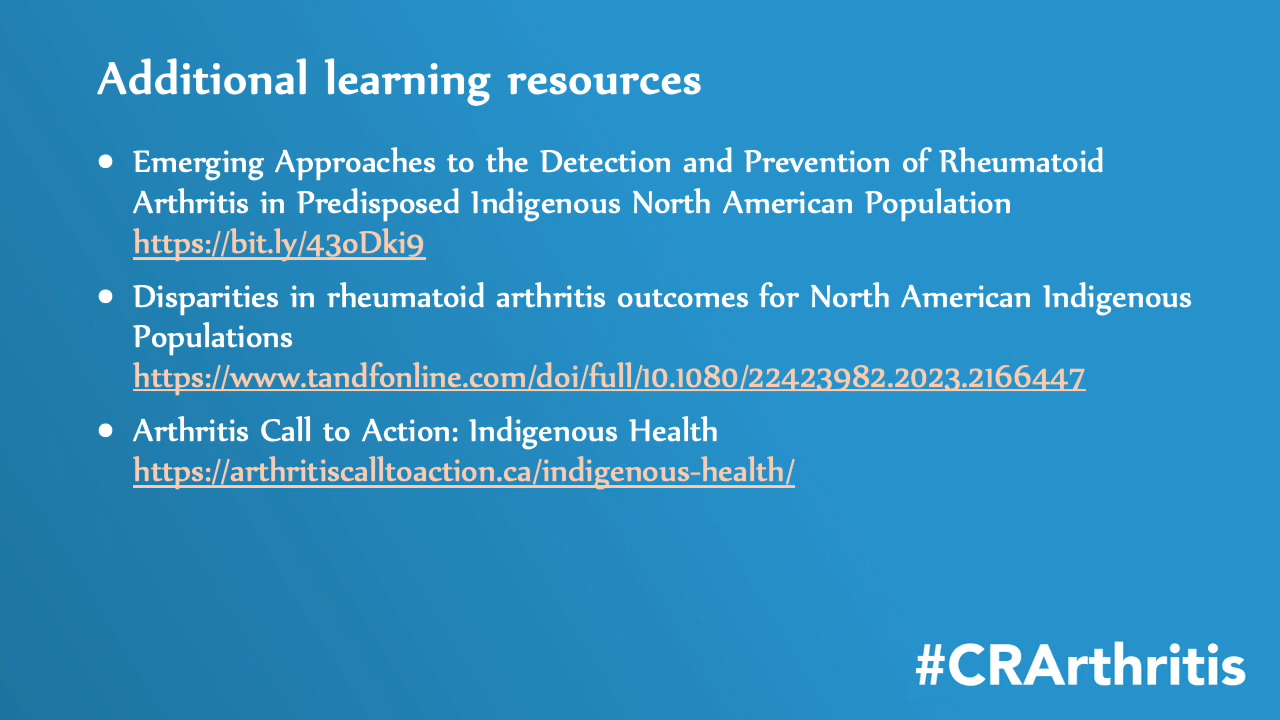 Additional learning resources
• Emerging Approaches to the Detection and Prevention of Rheumatoid
Arthritis in Predisposed Indigenous North American Population
https://bit.ly/43oDki9
• Disparities in rheumatoid arthritis outcomes for North American Indigenous
Populations
https://www.tandfonline.com/doi/full/10.1080/22423982.2023.2166447
• Arthritis Call to Action: Indigenous Health
https://arthritiscalltoaction.ca/indigenous-health/
#CRArthritis